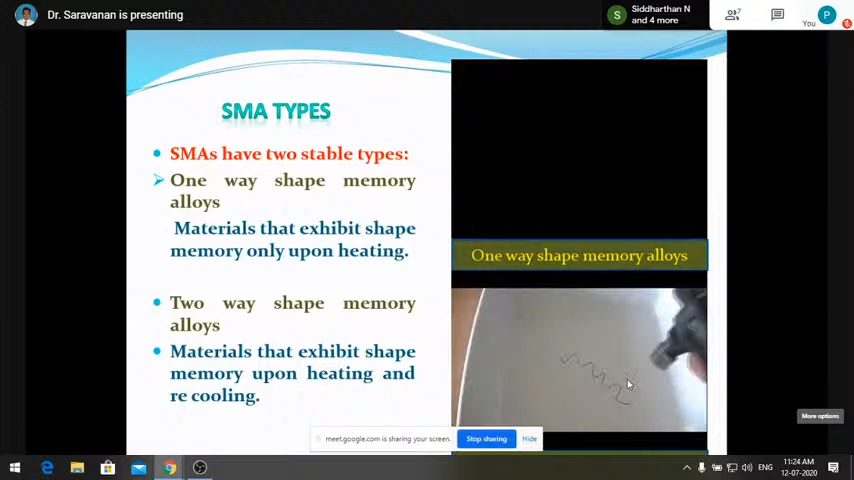 Dr. Saravanan is presenting
S
Siddharthan N
and 4 more
7
P
You
SMA TYPES
SMAs have two stable types:
One way shape memory
alloys
Materials that exhibit shape
memory only upon heating.
Two way shape memory
alloys
Materials that exhibit shape
memory upon heating and
re cooling.
One way shape memory alloys
More options
meet.google.com is sharing your screen.
Stop sharing
Hide
ENG
11:24 AM
12-07-2020